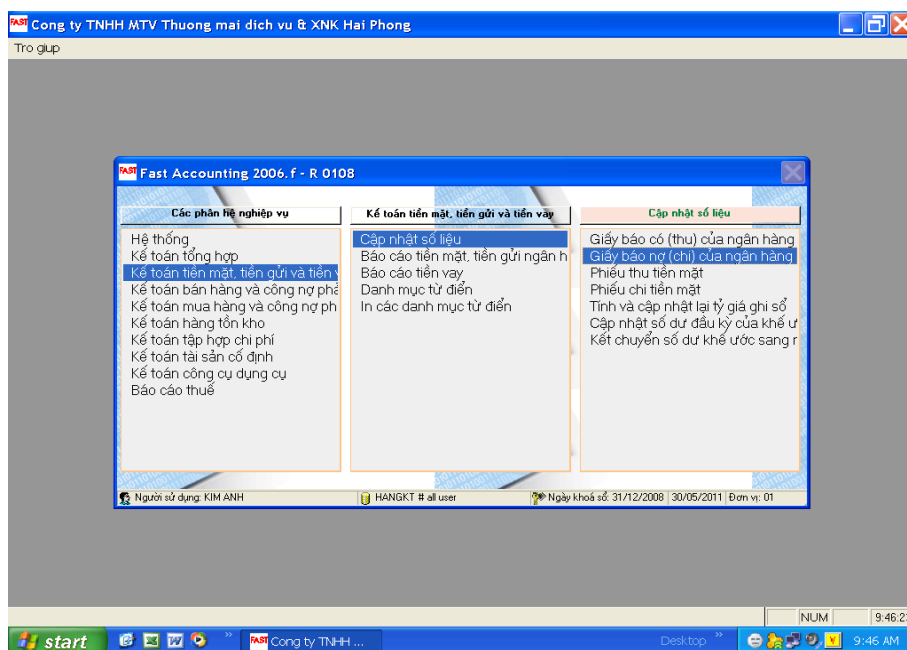 FAST Cong ty TNHH MTV Thuong mai dich vu & XNK Hai Phong
Tro giup
FAST Fast Accounting 2006.f - R 0108
Các phân hệ nghiệp vụ
Kế toán tiền mặt, tiền gửi và tiền vay
Cập nhật số liệu
Hệ thống
Kế toán tổng hợp
Kế toán tiền mặt, tiền gửi và tiền v
Kế toán bán hàng và công nợ phả
Kế toán mua hàng và công nợ ph
Kế toán hàng tồn kho
Kế toán tập hợp chi phí
Kế toán tài sản cố định
Kế toán công cụ dụng cụ
Báo cáo thuế
Cập nhật số liệu
Báo cáo tiền mặt, tiền gửi ngân h
Báo cáo tiền vay
Danh mục từ điển
In các danh mục từ điển
Giấy báo có (thu) của ngân hàng
Giấy báo nợ (chi) của ngân hàng
Phiếu thu tiền mặt
Phiếu chi tiền mặt
Tính và cập nhật lại tỷ giá ghi sổ
Cập nhật số dư đầu kỳ của khế ư
Kết chuyển số dư khế ước sang r
Người sử dụng: KIM ANH
HANGKT # all user
Ngày khoá sổ: 31/12/2008 30/05/2011 Đơn vị: 01
NUM 9:46:2
start
FAST Cong ty TNHH ...
Desktop »
9:46 AM